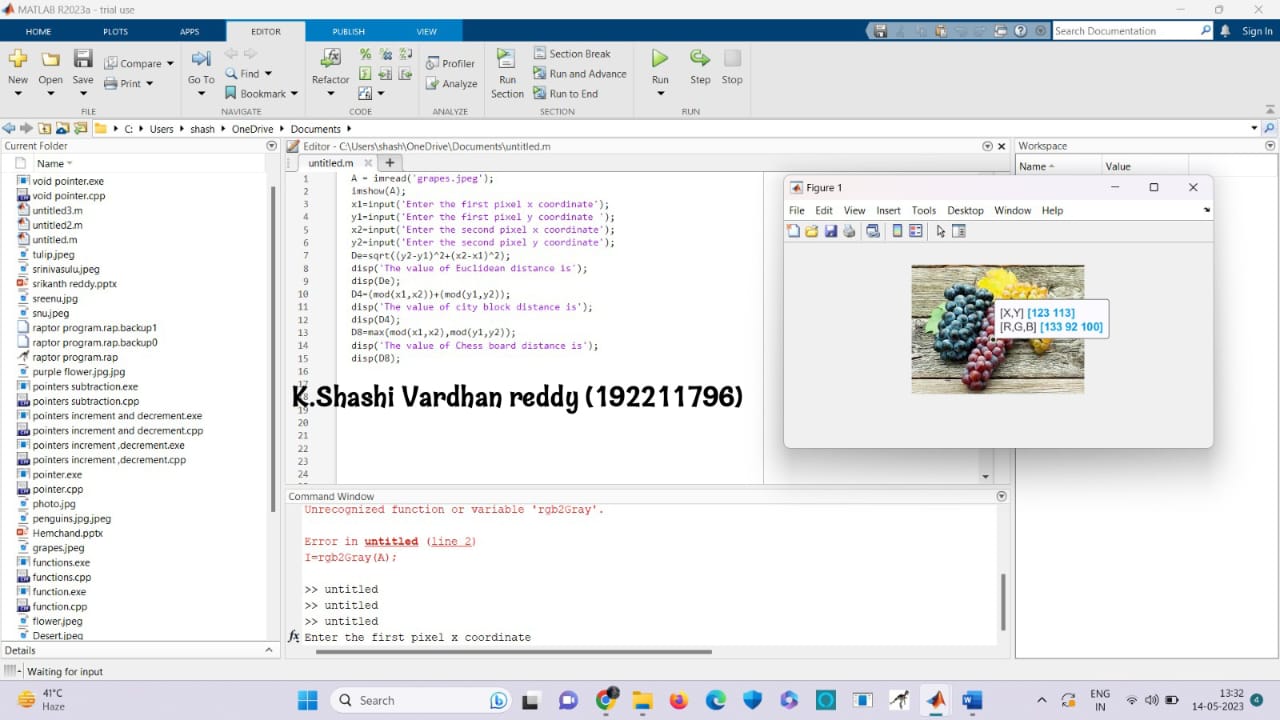 MATLAB R2023a - trial use
HOME PLOTS APPS EDITOR PUBLISH VIEW
Search Documentation Sign In
New Open Save Compare Print
Go To Find Bookmark
Refactor
Profiler Analyze
Run Section Section Break Run and Advance Run to End
Run Step Stop
FILE NAVIGATE CODE ANALYZE SECTION RUN
C: Users shash OneDrive Documents
Current Folder
Name
void pointer.exe
void pointer.cpp
untitled3.m
untitled2.m
untitled.m
tulip.jpeg
srinivasulu.jpeg
srikanth reddy.pptx
sreenu.jpg
snu.jpeg
raptor program.rap.backup1
raptor program.rap.backup0
raptor program.rap
purple flower.jpg.jpg
pointers subtraction.exe
pointers subtraction.cpp
pointers increment and decrement.exe
pointers increment and decrement.cpp
pointers increment ,decrement.exe
pointers increment ,decrement.cpp
pointer.exe
pointer.cpp
photo.jpg
penguins.jpg.jpeg
Hemchand.pptx
grapes.jpeg
functions.exe
functions.cpp
function.exe
function.cpp
flower.jpeg
Desert.jpeg
Details
Editor - C:\Users\shash\OneDrive\Documents\untitled.m
untitled.m
1 A = imread('grapes.jpeg');
2 imshow(A);
3 x1=input('Enter the first pixel x coordinate');
4 y1=input('Enter the first pixel y coordinate ');
5 x2=input('Enter the second pixel x coordinate');
6 y2=input('Enter the second pixel y coordinate');
7 De=sqrt((y2-y1)^2+(x2-x1)^2);
8 disp('The value of Euclidean distance is');
9 disp(De);
10 D4=(mod(x1,x2))+(mod(y1,y2));
11 disp('The value of city block distance is');
12 disp(D4);
13 D8=max(mod(x1,x2),mod(y1,y2));
14 disp('The value of Chess board distance is');
15 disp(D8);
16
17
K.Shashi Vardhan reddy (192211796)
19
20
21
22
23
24
Workspace
Name Value
Figure 1
File Edit View Insert Tools Desktop Window Help
[X,Y] [123 113]
[R,G,B] [133 92 100]
Command Window
Unrecognized function or variable 'rgb2Gray'.
Error in untitled (line 2)
I=rgb2Gray(A);
>> untitled
>> untitled
>> untitled
fx Enter the first pixel x coordinate
Waiting for input
41°C
Haze
Search
ENG
IN
13:32
14-05-2023
4